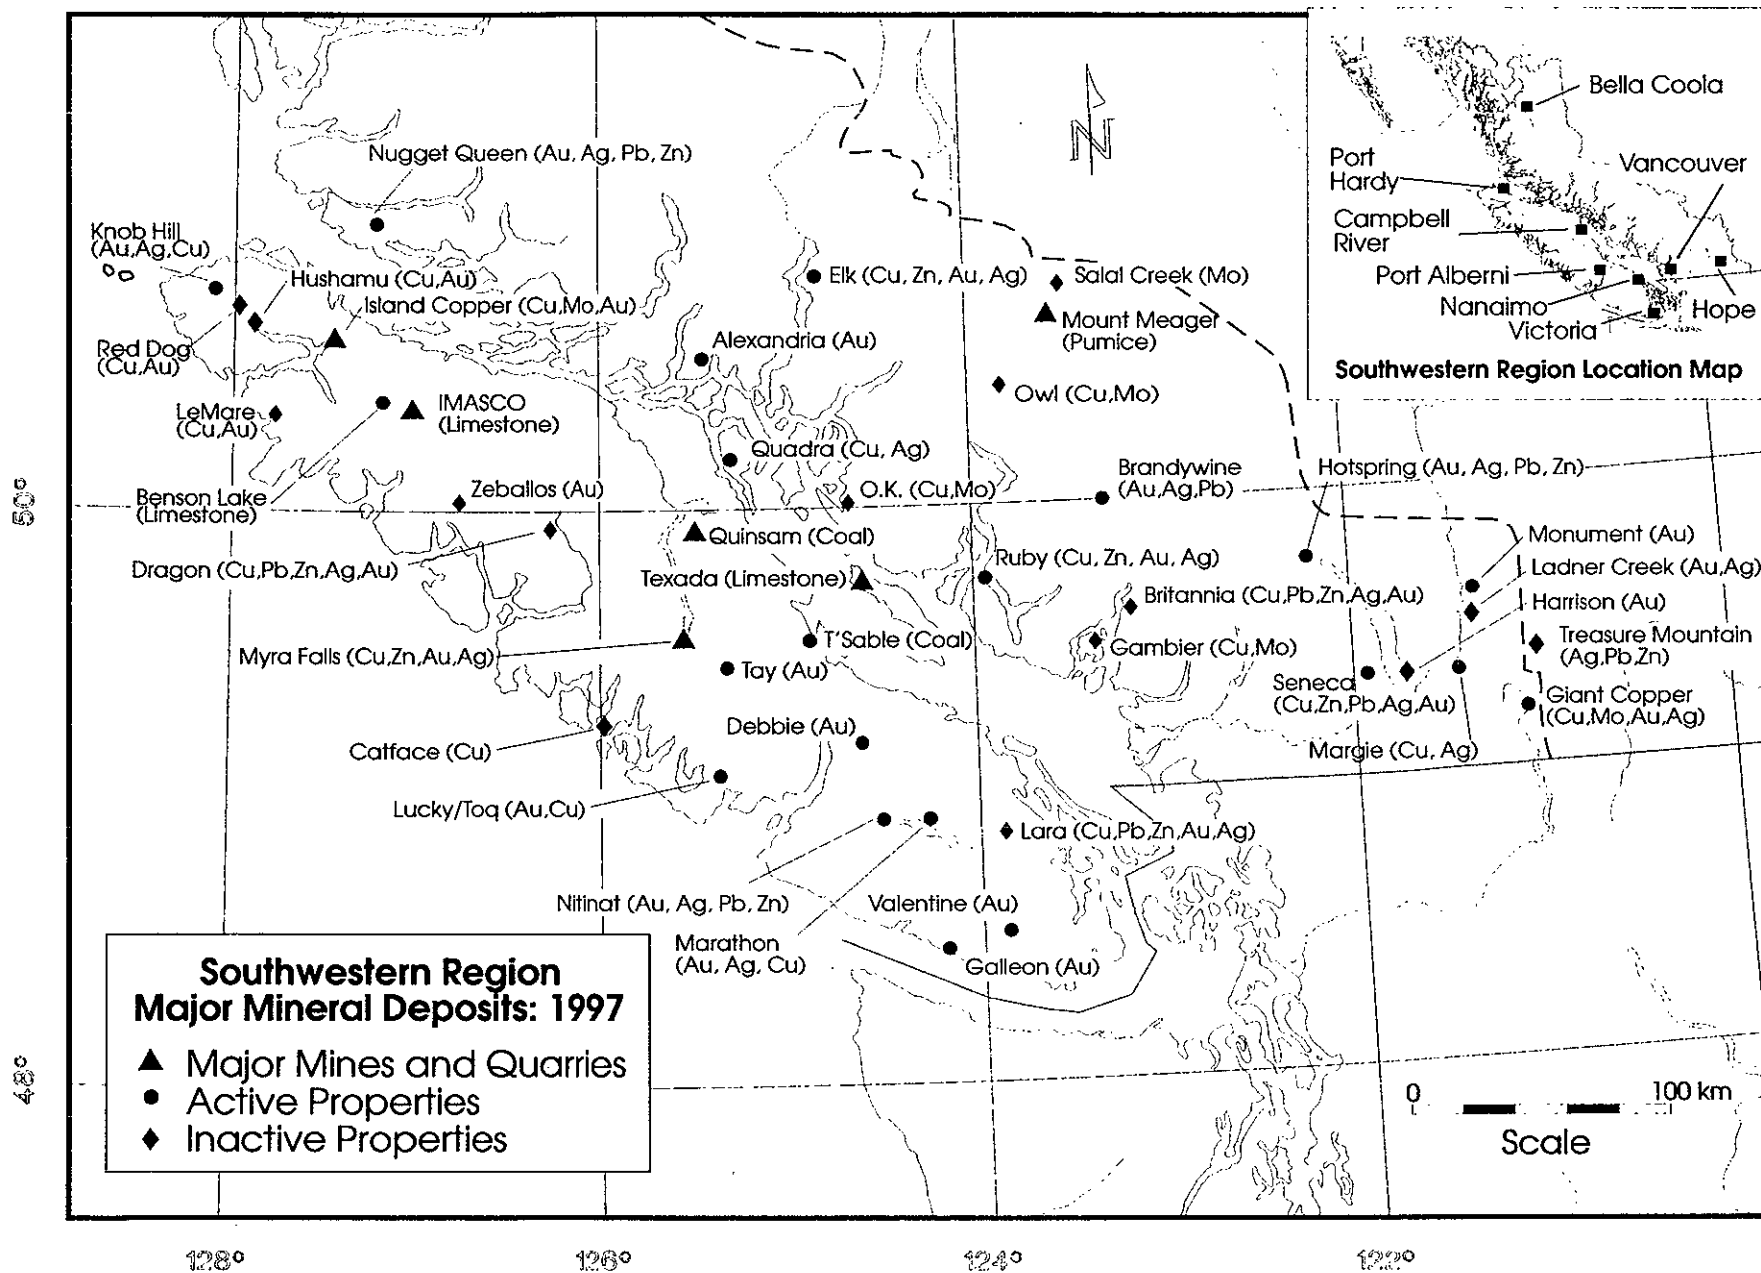 Bella Coola
Port
Hardy
Vancouver
Campbell
River
Port Alberni
Nanaimo
Victoria
Hope
Southwestern Region Location Map
N
Nugget Queen (Au, Ag, Pb, Zn)
Knob Hill
(Au,Ag,Cu)
Hushamu (Cu,Au)
Island Copper (Cu,Mo,Au)
Red Dog
(Cu,Au)
Elk (Cu, Zn, Au, Ag)
Salal Creek (Mo)
Mount Meager
(Pumice)
Alexandria (Au)
Owl (Cu,Mo)
LeMare
(Cu,Au)
IMASCO
(Limestone)
Quadra (Cu, Ag)
Brandywine
(Au,Ag,Pb)
Hotspring (Au, Ag, Pb, Zn)
Benson Lake
(Limestone)
Zeballos (Au)
O.K. (Cu,Mo)
50°
Quinsam (Coal)
Monument (Au)
Dragon (Cu,Pb,Zn,Ag,Au)
Texada (Limestone)
Ruby (Cu, Zn, Au, Ag)
Ladner Creek (Au,Ag)
Britannia (Cu,Pb,Zn,Ag,Au)
Harrison (Au)
Myra Falls (Cu,Zn,Au,Ag)
T'Sable (Coal)
Gambier (Cu,Mo)
Treasure Mountain
(Ag,Pb,Zn)
Tay (Au)
Seneca
(Cu,Zn,Pb,Ag,Au)
Giant Copper
(Cu,Mo,Au,Ag)
Catface (Cu)
Debbie (Au)
Margie (Cu, Ag)
Lucky/Toq (Au,Cu)
Lara (Cu,Pb,Zn,Au,Ag)
Nitinat (Au, Ag, Pb, Zn)
Valentine (Au)
Marathon
(Au, Ag, Cu)
Galleon (Au)
Southwestern Region
Major Mineral Deposits: 1997
Major Mines and Quarries
Active Properties
Inactive Properties
48°
0 100 km
Scale
128° 126° 124° 122°